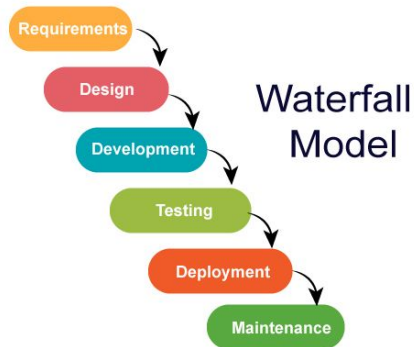 Requirements
Design
Waterfall
Model
Development
Testing
Deployment
Maintenance